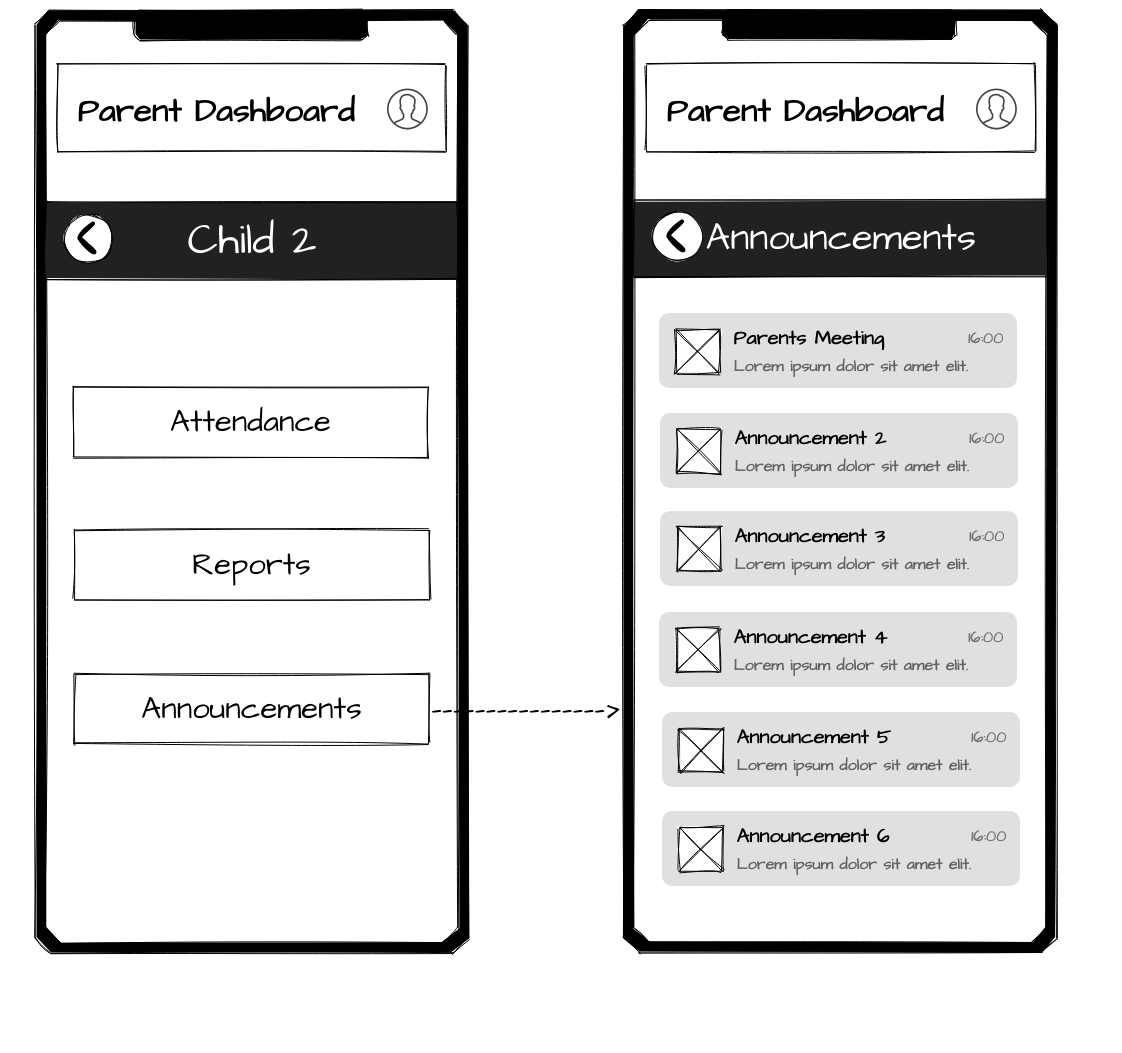 Parent Dashboard
Child 2
Attendance
Reports
Announcements
Parent Dashboard
Announcements
Parents Meeting 16:00
Lorem ipsum dolor sit amet elit.
Announcement 2 16:00
Lorem ipsum dolor sit amet elit.
Announcement 3 16:00
Lorem ipsum dolor sit amet elit.
Announcement 4 16:00
Lorem ipsum dolor sit amet elit.
Announcement 5 16:00
Lorem ipsum dolor sit amet elit.
Announcement 6 16:00
Lorem ipsum dolor sit amet elit.